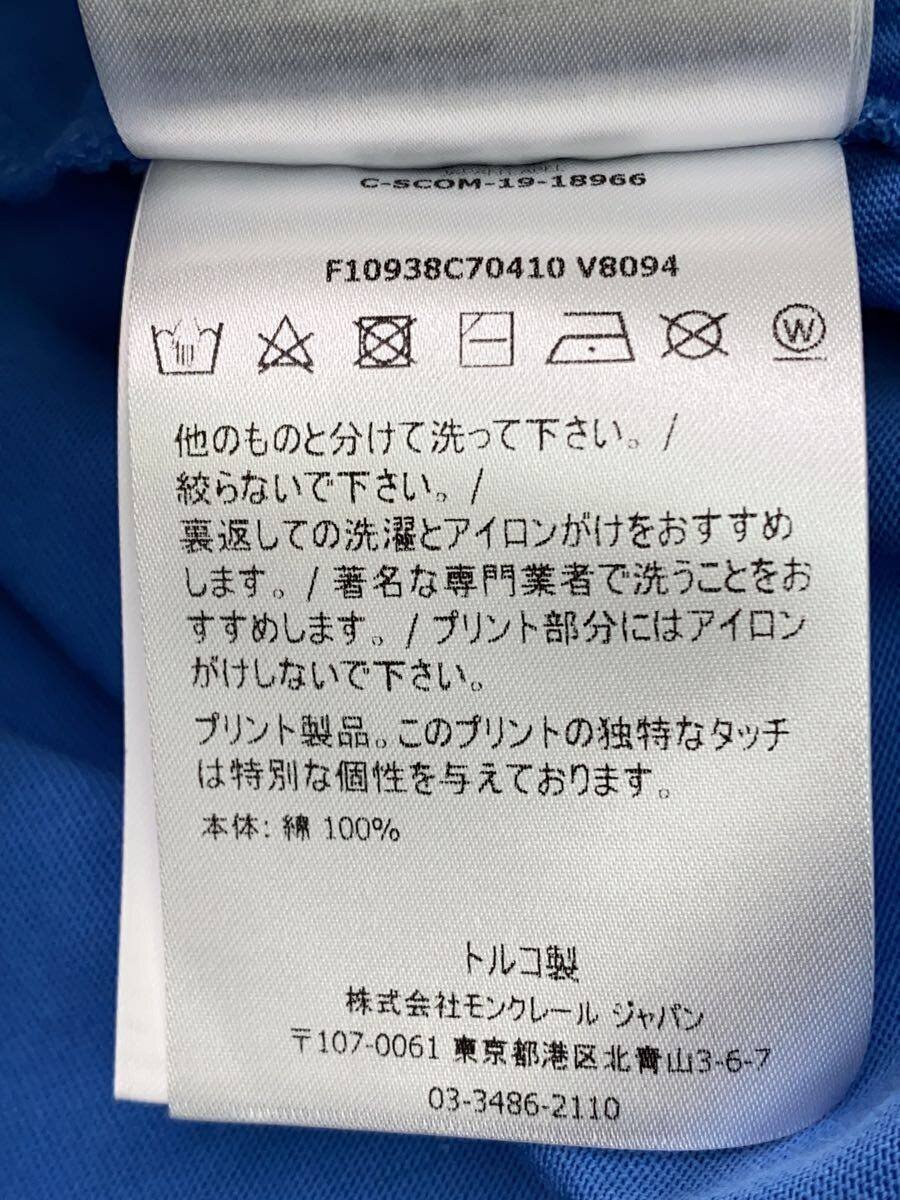 C-SCOM-19-18966
F10938C70410 V8094
W
他のものと分けて洗って下さい。/
絞らないで下さい。/
裏返しての洗濯とアイロンがけをおすすめ
します。/ 著名な専門業者で洗うことをお
すすめします。/ プリント部分にはアイロン
がけしないで下さい。
プリント製品。このプリントの独特なタッチ
は特別な個性を与えております。
本体: 綿 100%
トルコ製
株式会社モンクレール ジャパン
〒107-0061 東京都港区北青山3-6-7
03-3486-2110